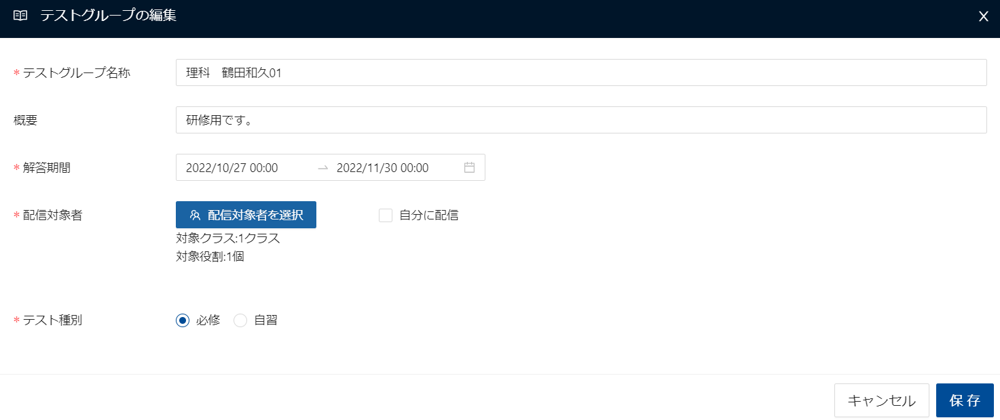 テストグループの編集
* テストグループ名称 理科　鶴田和久01
概要 研修用です。
* 解答期間 2022/10/27 00:00 → 2022/11/30 00:00
* 配信対象者 配信対象者を選択 自分に配信
対象クラス:1クラス
対象役割:1個
* テスト種別 必修 自習
キャンセル 保存